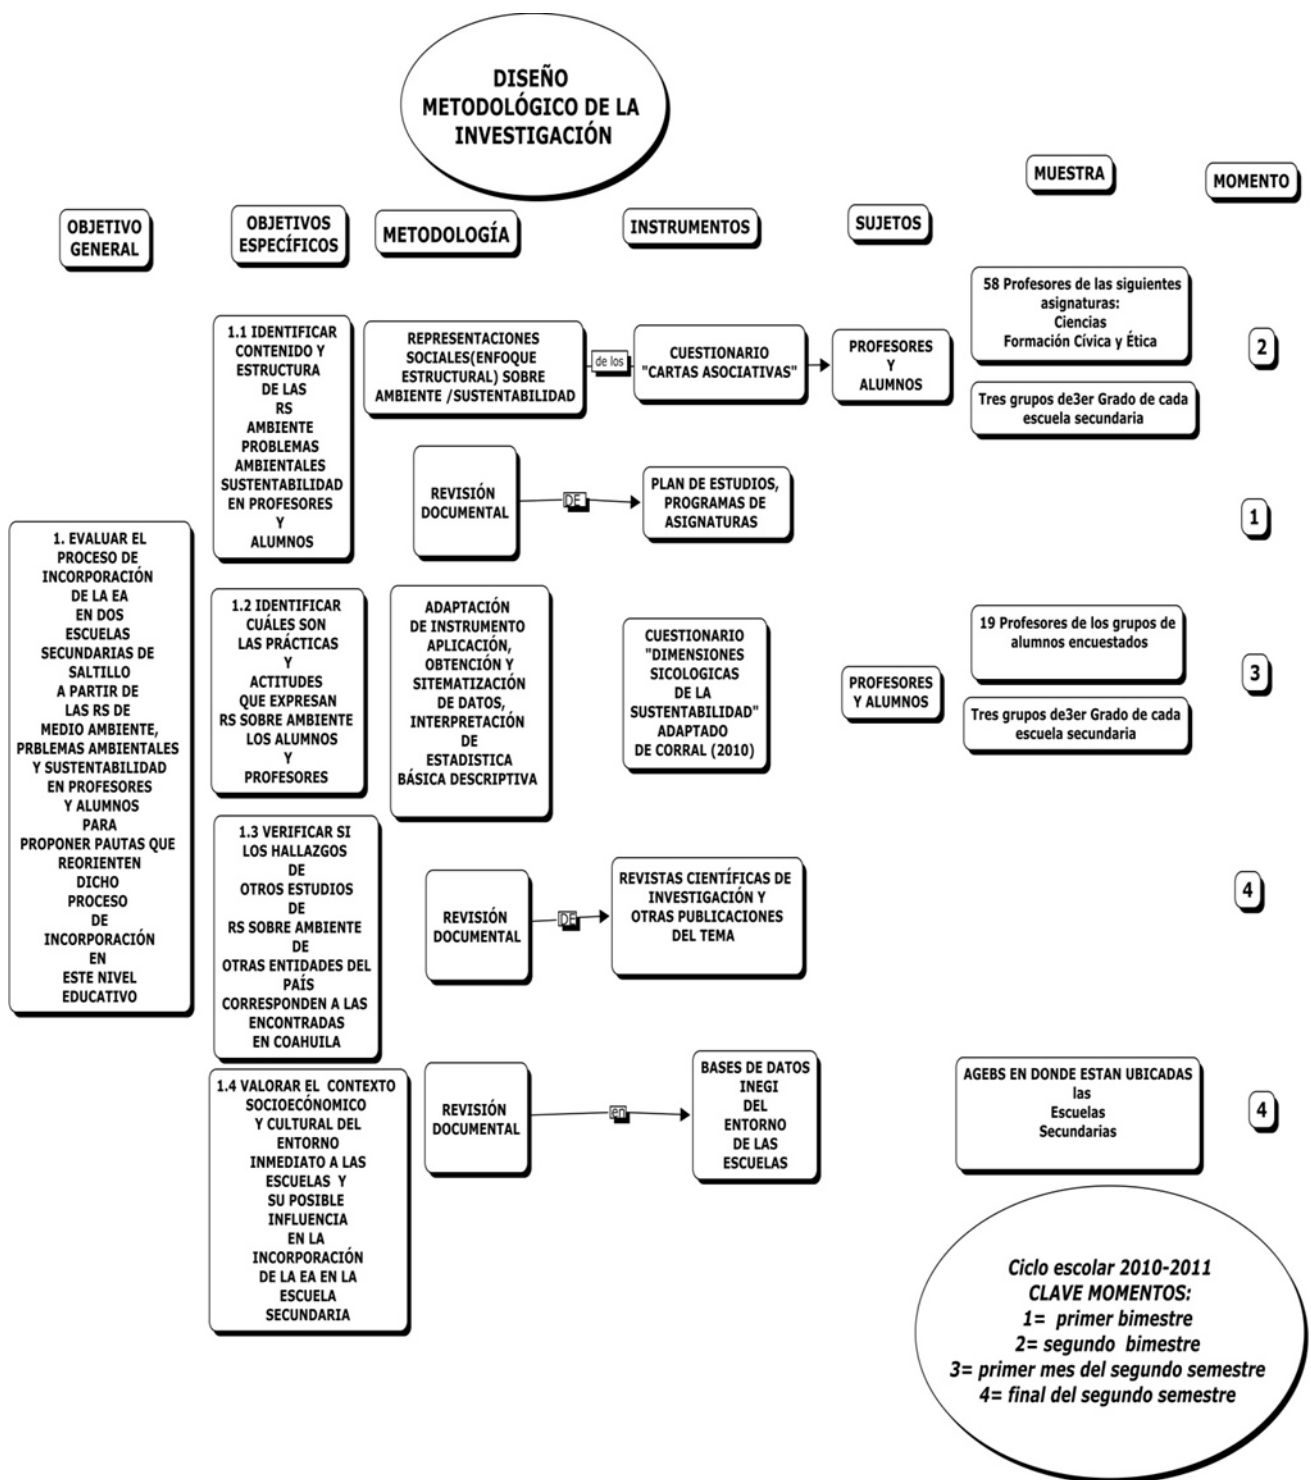 DISEÑO
METODOLÓGICO DE LA
INVESTIGACIÓN
OBJETIVO
GENERAL
OBJETIVOS
ESPECÍFICOS
METODOLOGÍA
INSTRUMENTOS
SUJETOS
MUESTRA
MOMENTO
1. EVALUAR EL
PROCESO DE
INCORPORACIÓN
DE LA EA
EN DOS
ESCUELAS
SECUNDARIAS DE
SALTILLO
A PARTIR DE
LAS RS DE
MEDIO AMBIENTE,
PRBLEMAS AMBIENTALES
Y SUSTENTABILIDAD
EN PROFESORES
Y ALUMNOS
PARA
PROPONER PAUTAS QUE
REORIENTEN
DICHO
PROCESO
DE
INCORPORACIÓN
EN
ESTE NIVEL
EDUCATIVO
1.1 IDENTIFICAR
CONTENIDO Y
ESTRUCTURA
DE LAS
RS
AMBIENTE
PROBLEMAS
AMBIENTALES
SUSTENTABILIDAD
EN PROFESORES
Y
ALUMNOS
REPRESENTACIONES
SOCIALES(ENFOQUE
ESTRUCTURAL) SOBRE
AMBIENTE /SUSTENTABILIDAD
de los
CUESTIONARIO
"CARTAS ASOCIATIVAS"
PROFESORES
Y
ALUMNOS
58 Profesores de las siguientes
asignaturas:
Ciencias
Formación Cívica y Ética
Tres grupos de3er Grado de cada
escuela secundaria
2
REVISIÓN
DOCUMENTAL
DE
PLAN DE ESTUDIOS,
PROGRAMAS DE
ASIGNATURAS
1
1.2 IDENTIFICAR
CUÁLES SON
LAS PRÁCTICAS
Y
ACTITUDES
QUE EXPRESAN
RS SOBRE AMBIENTE
LOS ALUMNOS
Y
PROFESORES
ADAPTACIÓN
DE INSTRUMENTO
APLICACIÓN,
OBTENCIÓN Y
SITEMATIZACIÓN
DE DATOS,
INTERPRETACIÓN
DE
ESTADISTICA
BÁSICA DESCRIPTIVA
CUESTIONARIO
"DIMENSIONES
SICOLOGICAS
DE LA
SUSTENTABILIDAD"
ADAPTADO
DE CORRAL (2010)
PROFESORES
Y ALUMNOS
19 Profesores de los grupos de
alumnos encuestados
Tres grupos de3er Grado de cada
escuela secundaria
3
1.3 VERIFICAR SI
LOS HALLAZGOS
DE
OTROS ESTUDIOS
DE
RS SOBRE AMBIENTE
DE
OTRAS ENTIDADES DEL
PAÍS
CORRESPONDEN A LAS
ENCONTRADAS
EN COAHUILA
REVISIÓN
DOCUMENTAL
DE
REVISTAS CIENTÍFICAS DE
INVESTIGACIÓN Y
OTRAS PUBLICACIONES
DEL TEMA
4
1.4 VALORAR EL CONTEXTO
SOCIOECÓNOMICO
Y CULTURAL DEL
ENTORNO
INMEDIATO A LAS
ESCUELAS Y
SU POSIBLE
INFLUENCIA
EN LA
INCORPORACIÓN
DE LA EA EN LA
ESCUELA
SECUNDARIA
REVISIÓN
DOCUMENTAL
en
BASES DE DATOS
INEGI
DEL
ENTORNO
DE LAS
ESCUELAS
AGEBS EN DONDE ESTAN UBICADAS
las
Escuelas
Secundarias
4
Ciclo escolar 2010-2011
CLAVE MOMENTOS:
1= primer bimestre
2= segundo bimestre
3= primer mes del segundo semestre
4= final del segundo semestre